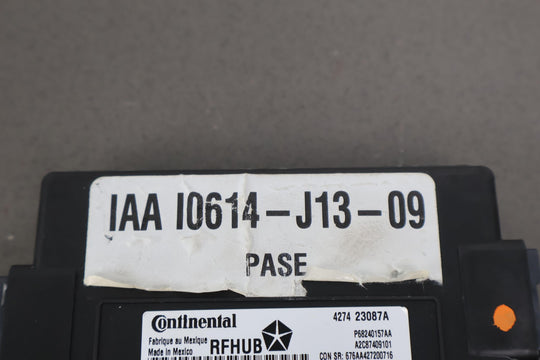 IAA I0614-J13-09
PASE
Continental
4274 23087A
Fabrique au Mexique
P68240157AA
RFHUB
A2C87409101
Made in Mexico
CON SR: 676AA427200716